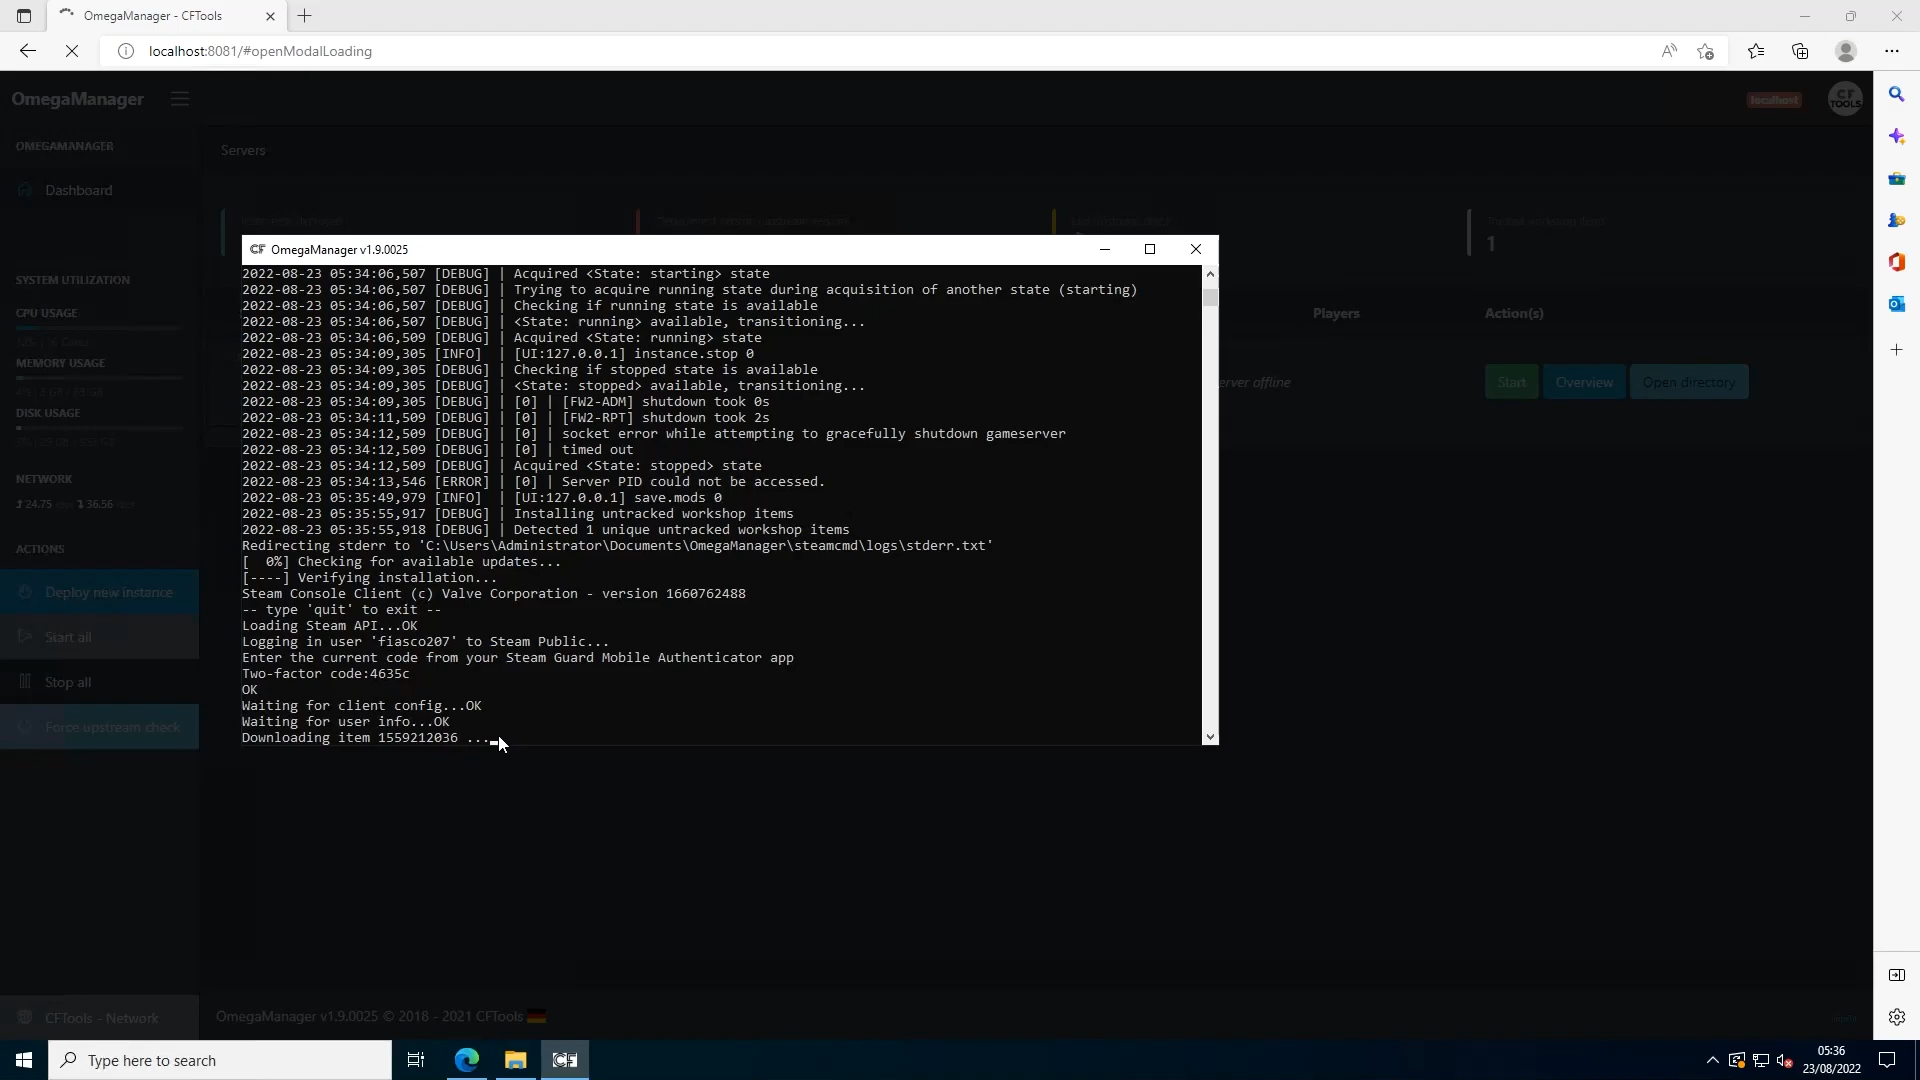 OmegaManager - CFTools
localhost:8081/#openModalLoading
OmegaManager
localhost
CF TOOLS
OMEGAMANAGER
Servers
Dashboard
1
SYSTEM UTILIZATION
CPU USAGE
MEMORY USAGE
DISK USAGE
NETWORK
24.75
36.56
ACTIONS
Deploy new instance
Start all
Stop all
Force upstream check
Players
Action(s)
server offline
Start
Overview
Open directory
CF OmegaManager v1.9.0025
2022-08-23 05:34:06,507 [DEBUG] | Acquired <State: starting> state
2022-08-23 05:34:06,507 [DEBUG] | Trying to acquire running state during acquisition of another state (starting)
2022-08-23 05:34:06,507 [DEBUG] | Checking if running state is available
2022-08-23 05:34:06,507 [DEBUG] | <State: running> available, transitioning...
2022-08-23 05:34:06,509 [DEBUG] | Acquired <State: running> state
2022-08-23 05:34:09,305 [INFO]  | [UI:127.0.0.1] instance.stop 0
2022-08-23 05:34:09,305 [DEBUG] | Checking if stopped state is available
2022-08-23 05:34:09,305 [DEBUG] | <State: stopped> available, transitioning...
2022-08-23 05:34:09,305 [DEBUG] | [0] | [FW2-ADM] shutdown took 0s
2022-08-23 05:34:11,509 [DEBUG] | [0] | [FW2-RPT] shutdown took 2s
2022-08-23 05:34:12,509 [DEBUG] | [0] | socket error while attempting to gracefully shutdown gameserver
2022-08-23 05:34:12,509 [DEBUG] | [0] | timed out
2022-08-23 05:34:12,509 [DEBUG] | Acquired <State: stopped> state
2022-08-23 05:34:13,546 [ERROR] | [0] | Server PID could not be accessed.
2022-08-23 05:35:49,979 [INFO]  | [UI:127.0.0.1] save.mods 0
2022-08-23 05:35:55,917 [DEBUG] | Installing untracked workshop items
2022-08-23 05:35:55,918 [DEBUG] | Detected 1 unique untracked workshop items
Redirecting stderr to 'C:\Users\Administrator\Documents\OmegaManager\steamcmd\logs\stderr.txt'
[  0%] Checking for available updates...
[----] Verifying installation...
Steam Console Client (c) Valve Corporation - version 1660762488
-- type 'quit' to exit --
Loading Steam API...OK
Logging in user 'fiasco207' to Steam Public...
Enter the current code from your Steam Guard Mobile Authenticator app
Two-factor code:4635c
OK
Waiting for client config...OK
Waiting for user info...OK
Downloading item 1559212036 ...
CFTools - Network
OmegaManager v1.9.0025 © 2018 - 2021 CFTools
Type here to search
CF
05:36
23/08/2022